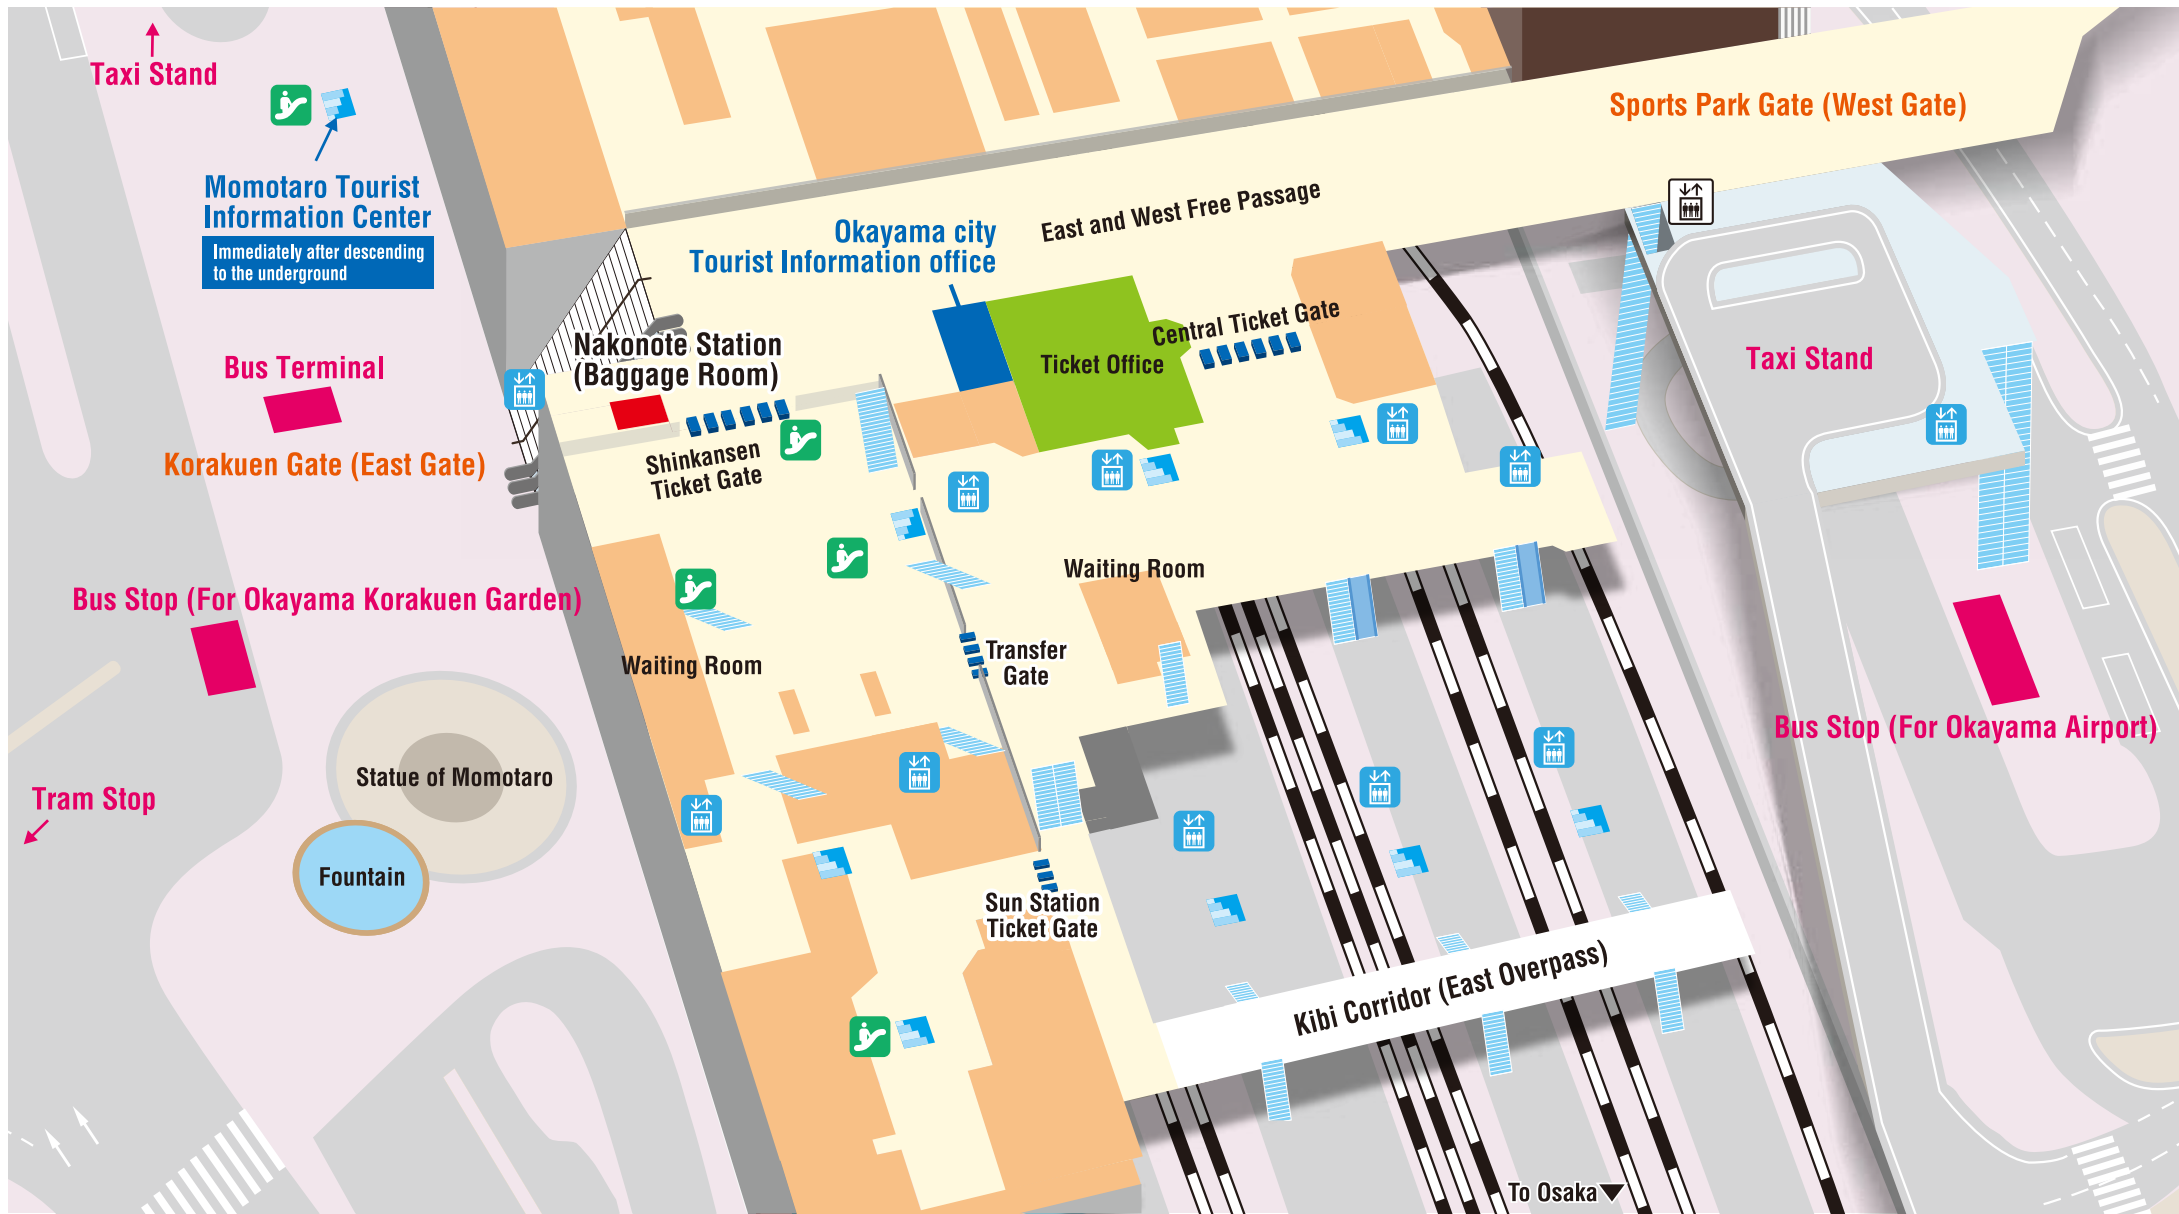 Taxi Stand
Sports Park Gate (West Gate)
Momotaro Tourist
Information Center
Immediately after descending
to the underground
East and West Free Passage
Okayama city
Tourist Information office
Central Ticket Gate
Nakonote Station
(Baggage Room)
Ticket Office
Taxi Stand
Bus Terminal
Korakuen Gate (East Gate)
Shinkansen
Ticket Gate
Waiting Room
Bus Stop (For Okayama Korakuen Garden)
Waiting Room
Transfer
Gate
Bus Stop (For Okayama Airport)
Statue of Momotaro
Tram Stop
Fountain
Sun Station
Ticket Gate
Kibi Corridor (East Overpass)
To Osaka